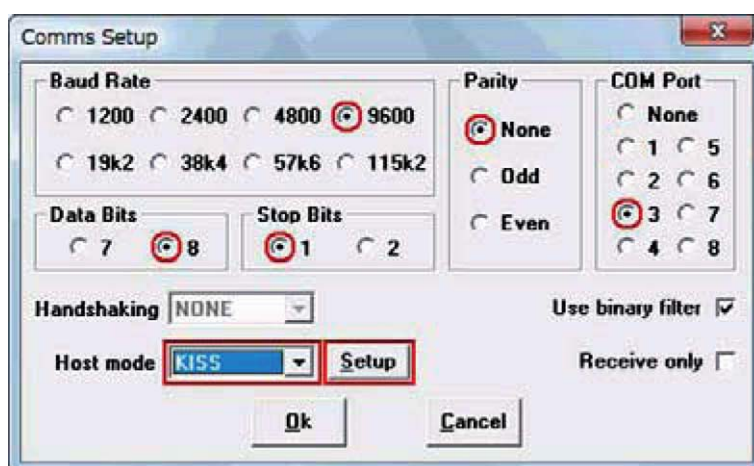 Comms Setup
Baud Rate
1200 2400 4800 9600
19k2 38k4 57k6 115k2
Parity
None
Odd
Even
COM Port
None
1 5
2 6
3 7
4 8
Data Bits
7 8
Stop Bits
1 2
Handshaking NONE
Use binary filter
Host mode KISS Setup
Receive only
Ok Cancel